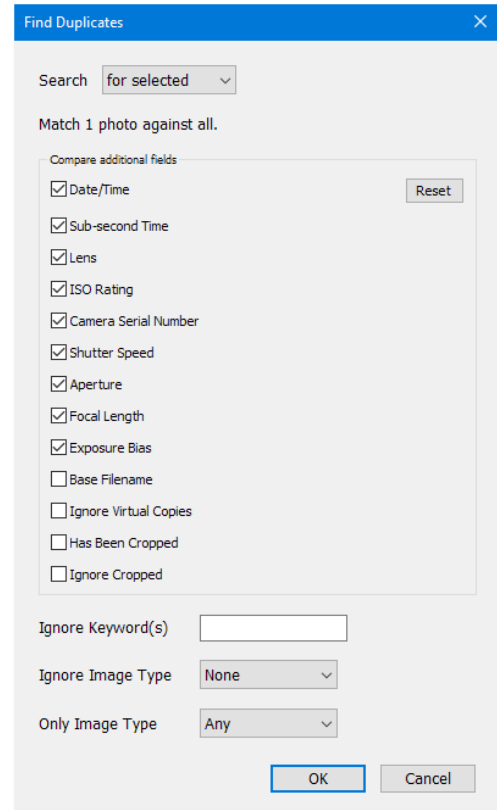 Find Duplicates
Search for selected
Match 1 photo against all.
Compare additional fields
Date/Time Reset
Sub-second Time
Lens
ISO Rating
Camera Serial Number
Shutter Speed
Aperture
Focal Length
Exposure Bias
Base Filename
Ignore Virtual Copies
Has Been Cropped
Ignore Cropped
Ignore Keyword(s)
Ignore Image Type None
Only Image Type Any
OK Cancel